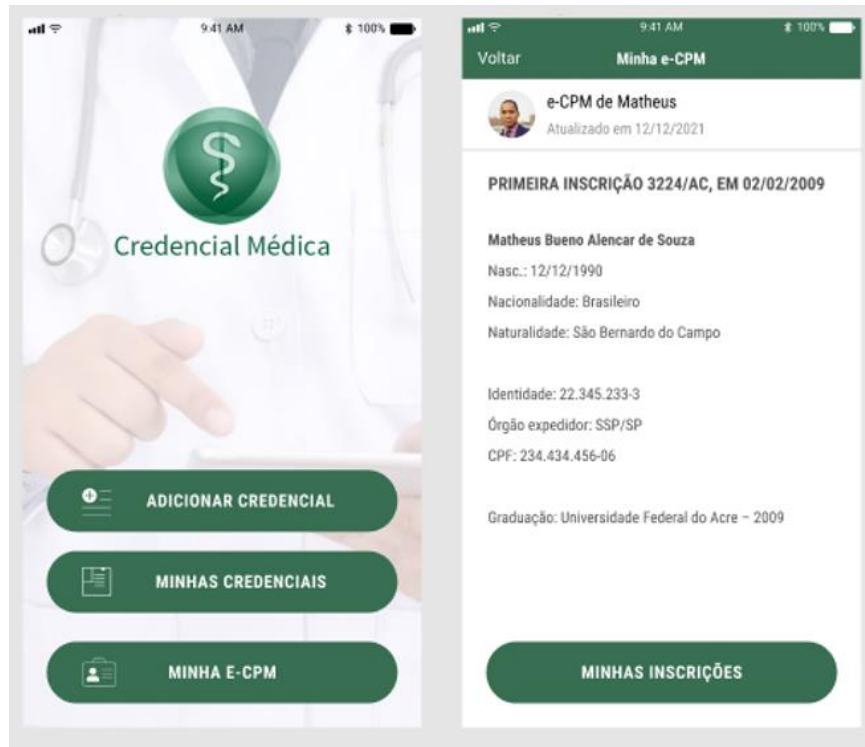 9:41 AM
100%
Credencial Médica
ADICIONAR CREDENCIAL
MINHAS CREDENCIAIS
MINHA E-CPM
9:41 AM
100%
Voltar
Minha e-CPM
e-CPM de Matheus
Atualizado em 12/12/2021
PRIMEIRA INSCRIÇÃO 3224/AC, EM 02/02/2009
Matheus Bueno Alencar de Souza
Nasc.: 12/12/1990
Nacionalidade: Brasileiro
Naturalidade: São Bernardo do Campo
Identidade: 22.345.233-3
Órgão expedidor: SSP/SP
CPF: 234.434.456-06
Graduação: Universidade Federal do Acre – 2009
MINHAS INSCRIÇÕES